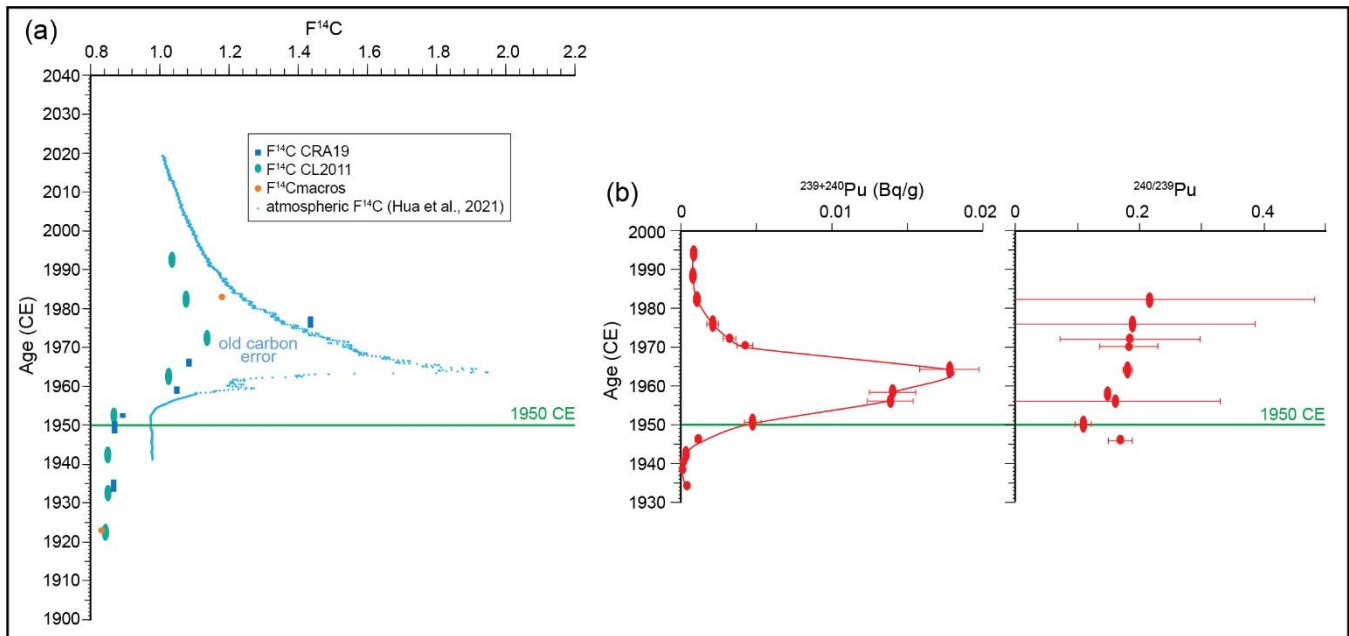 (a)
F¹⁴C
0.8 1.0 1.2 1.4 1.6 1.8 2.0 2.2
2040
2030
2020
2010
2000
1990
1980
1970
1960
1950
1940
1930
1920
1910
1900
Age (CE)
F¹⁴C CRA19
F¹⁴C CL2011
F¹⁴Cmacros
atmospheric F¹⁴C (Hua et al., 2021)
old carbon
error
1950 CE
(b)
²³⁹⁺²⁴⁰Pu (Bq/g)
0 0.01 0.02
2000
1990
1980
1970
1960
1950
1940
1930
Age (CE)
²⁴⁰/²³⁹Pu
0 0.2 0.4
1950 CE